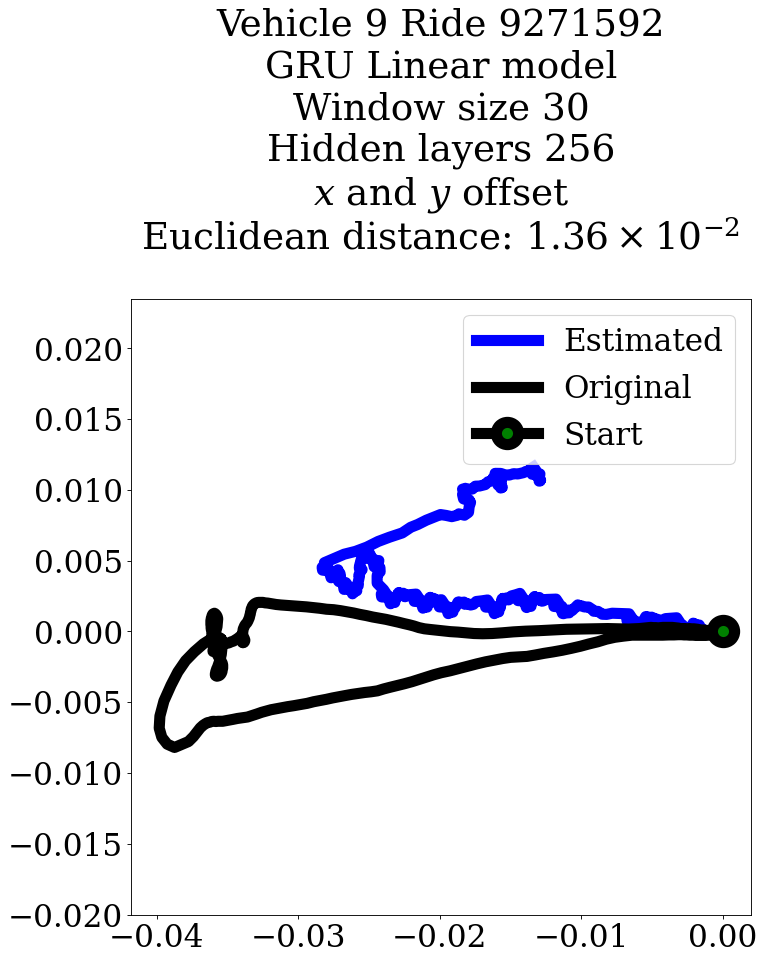 Vehicle 9 Ride 9271592
GRU Linear model
Window size 30
Hidden layers 256
x and y offset
Euclidean distance: 1.36 × 10⁻²
Estimated
Original
Start
0.020
0.015
0.010
0.005
0.000
−0.005
−0.010
−0.015
−0.020
−0.04 −0.03 −0.02 −0.01 0.00